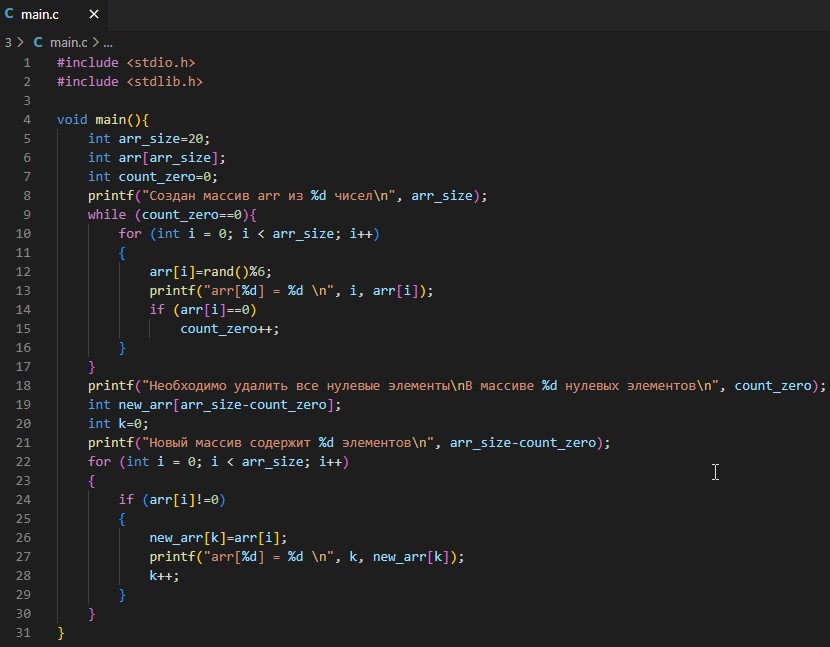 C main.c ×
3 > C main.c > ...
1 #include <stdio.h>
2 #include <stdlib.h>
3
4 void main(){
5     int arr_size=20;
6     int arr[arr_size];
7     int count_zero=0;
8     printf("Создан массив arr из %d чисел\n", arr_size);
9     while (count_zero==0){
10         for (int i = 0; i < arr_size; i++)
11         {
12             arr[i]=rand()%6;
13             printf("arr[%d] = %d \n", i, arr[i]);
14             if (arr[i]==0)
15                 count_zero++;
16         }
17     }
18     printf("Необходимо удалить все нулевые элементы\nВ массиве %d нулевых элементов\n", count_zero);
19     int new_arr[arr_size-count_zero];
20     int k=0;
21     printf("Новый массив содержит %d элементов\n", arr_size-count_zero);
22     for (int i = 0; i < arr_size; i++)
23     {
24         if (arr[i]!=0)
25         {
26             new_arr[k]=arr[i];
27             printf("arr[%d] = %d \n", k, new_arr[k]);
28             k++;
29         }
30     }
31 }